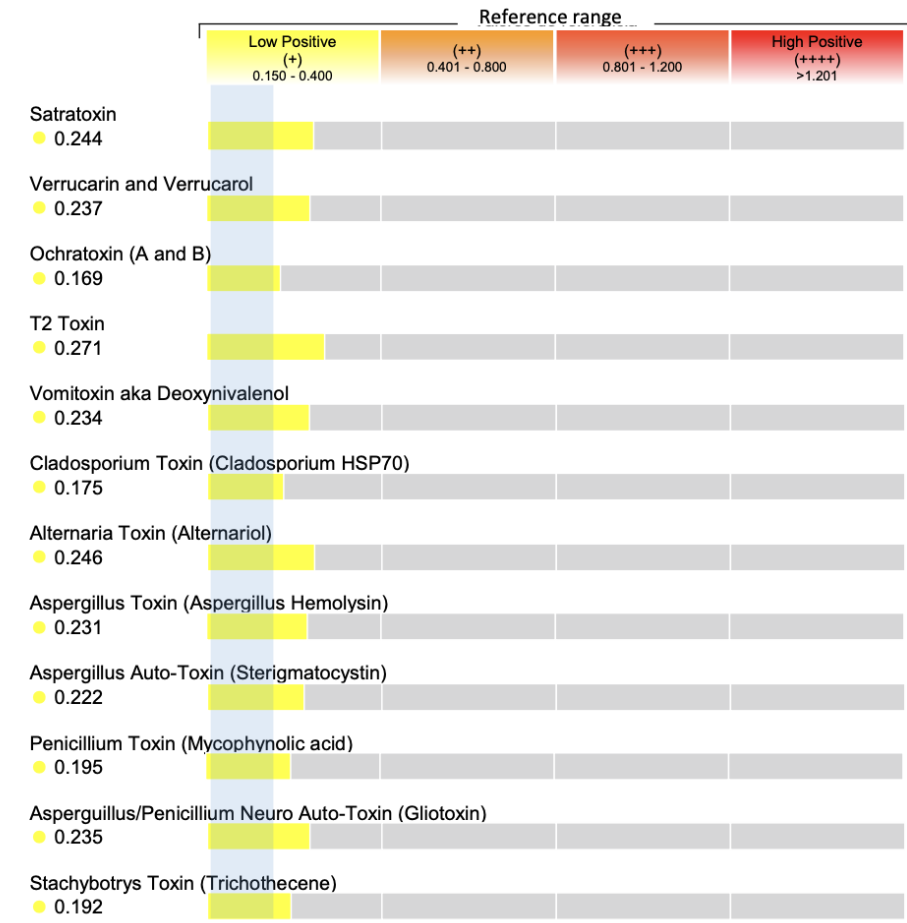 Reference range
Low Positive
(+)
0.150 - 0.400
(++)
0.401 - 0.800
(+++)
0.801 - 1.200
High Positive
(++++)
>1.201
Satratoxin
0.244
Verrucarin and Verrucarol
0.237
Ochratoxin (A and B)
0.169
T2 Toxin
0.271
Vomitoxin aka Deoxynivalenol
0.234
Cladosporium Toxin (Cladosporium HSP70)
0.175
Alternaria Toxin (Alternariol)
0.246
Aspergillus Toxin (Aspergillus Hemolysin)
0.231
Aspergillus Auto-Toxin (Sterigmatocystin)
0.222
Penicillium Toxin (Mycophynolic acid)
0.195
Asperguillus/Penicillium Neuro Auto-Toxin (Gliotoxin)
0.235
Stachybotrys Toxin (Trichothecene)
0.192